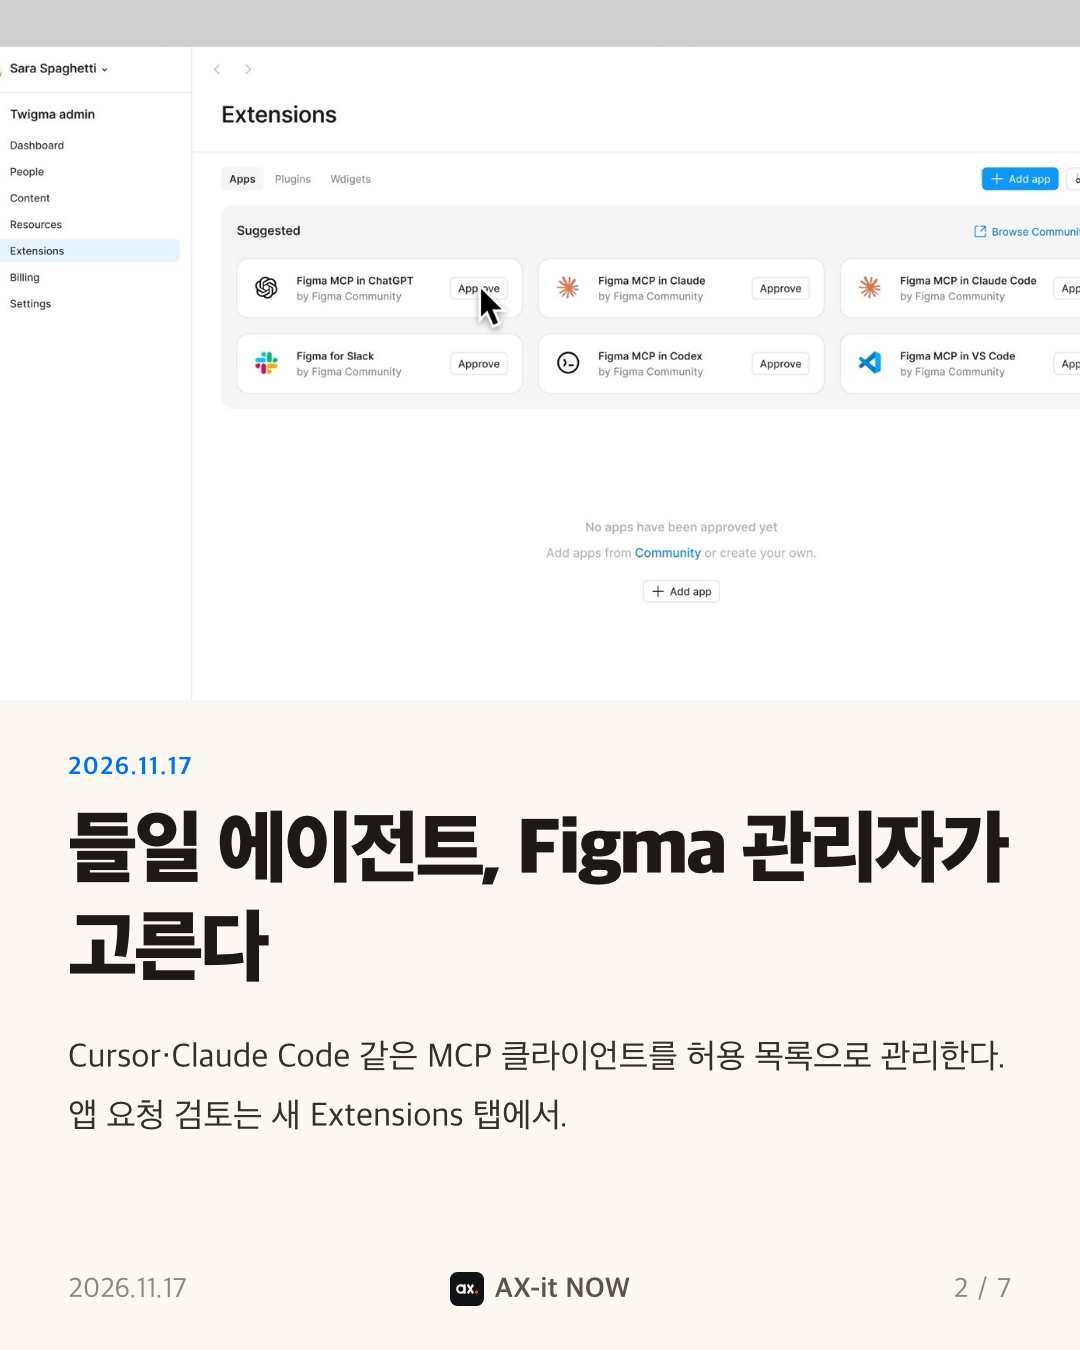 Sara Spaghetti
Twigma admin
Dashboard
People
Content
Resources
Extensions
Billing
Settings
Extensions
Apps Plugins Wdigets
+ Add app
Suggested
Browse Communit
Figma MCP in ChatGPT
by Figma Community
Approve
Figma MCP in Claude
by Figma Community
Approve
Figma MCP in Claude Code
by Figma Community
App
Figma for Slack
by Figma Community
Approve
Figma MCP in Codex
by Figma Community
Approve
Figma MCP in VS Code
by Figma Community
App
No apps have been approved yet
Add apps from Community or create your own.
+ Add app
2026.11.17
들일 에이전트, Figma 관리자가
고른다
Cursor·Claude Code 같은 MCP 클라이언트를 허용 목록으로 관리한다.
앱 요청 검토는 새 Extensions 탭에서.
2026.11.17
ax. AX-it NOW
2 / 7